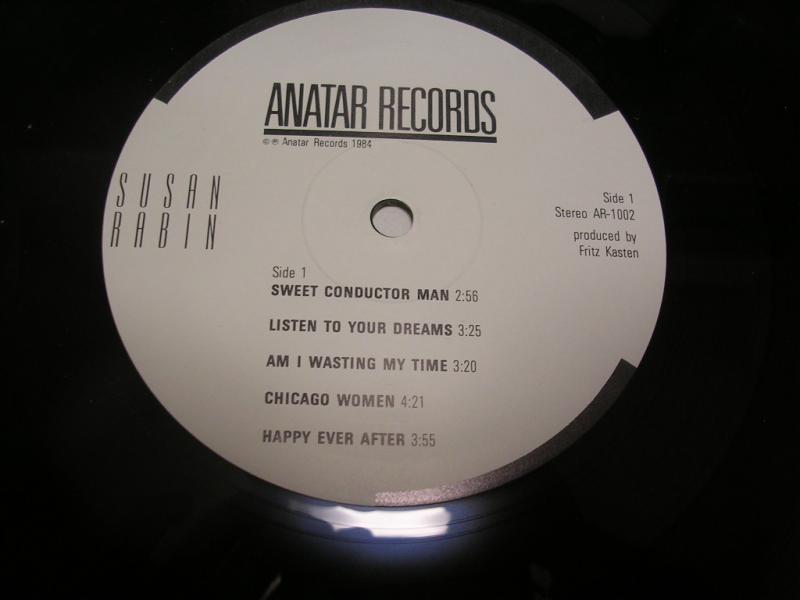 ANATAR RECORDS
©℗ Anatar Records 1984
SUSAN
RABIN
Side 1
Stereo AR-1002
produced by
Fritz Kasten
Side 1
SWEET CONDUCTOR MAN 2:56
LISTEN TO YOUR DREAMS 3:25
AM I WASTING MY TIME 3:20
CHICAGO WOMEN 4:21
HAPPY EVER AFTER 3:55